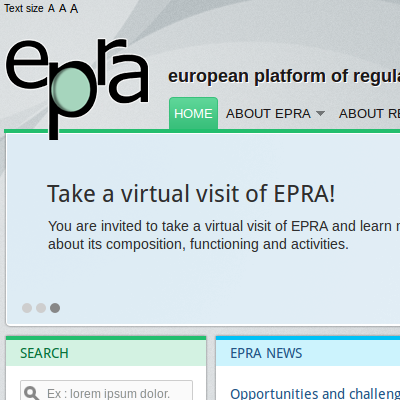 Text size A A A
epra
european platform of regula
HOME ABOUT EPRA ABOUT RE
Take a virtual visit of EPRA!
You are invited to take a virtual visit of EPRA and learn
about its composition, functioning and activities.
SEARCH
EPRA NEWS
Ex : lorem ipsum dolor.
Opportunities and challeng